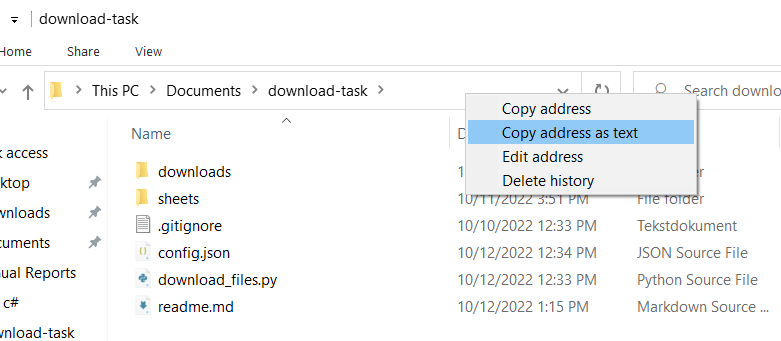 download-task
Home
This PC > Documents > download-task >
Search downlo
Copy address
Copy address as text
Edit address
Delete history
Name
D
k access
ktop
wnloads
cuments
nual Reports
c#
wnload-task
downloads
1
sheets 10/11/2022 3:51 PM File folder
.gitignore 10/10/2022 12:33 PM Tekstdokument
config.json 10/12/2022 12:34 PM JSON Source File
download_files.py 10/12/2022 12:33 PM Python Source File
readme.md 10/12/2022 1:15 PM Markdown Source ...